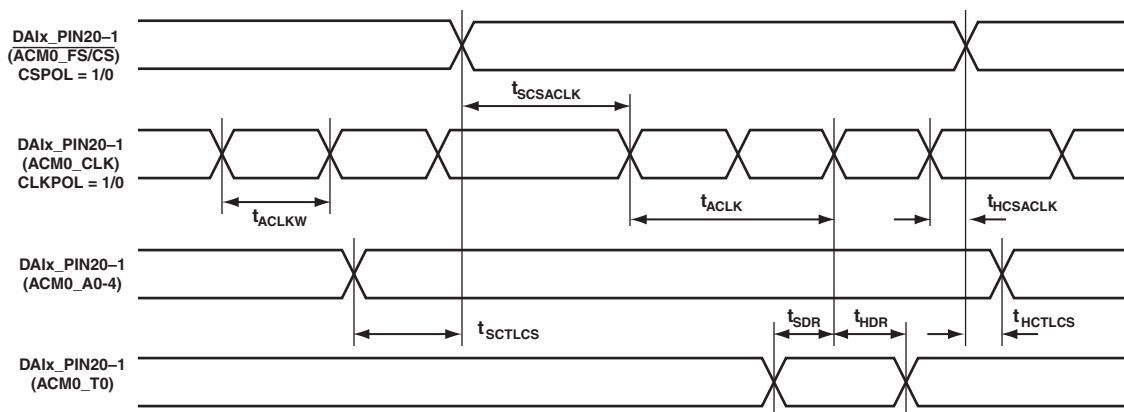 DAIx_PIN20–1
(ACM0_FS/CS)
CSPOL = 1/0
tSCSACLK
DAIx_PIN20–1
(ACM0_CLK)
CLKPOL = 1/0
tACLKW
tACLK
tHCSACLK
DAIx_PIN20–1
(ACM0_A0-4)
tSCTLCS
tSDR
tHDR
tHCTLCS
DAIx_PIN20–1
(ACM0_T0)